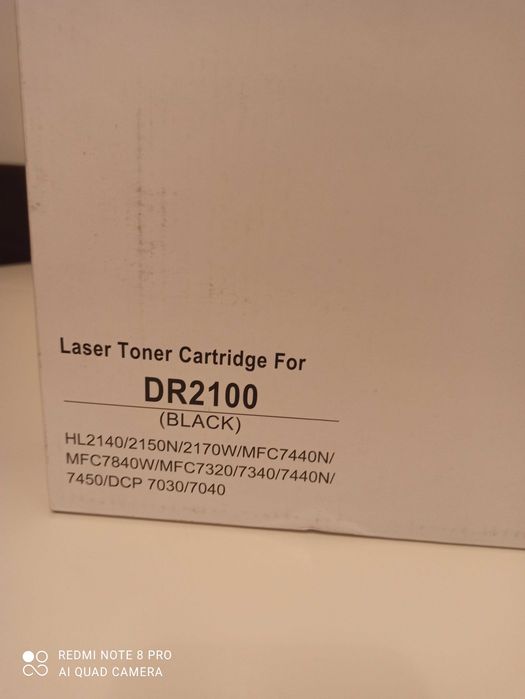 Laser Toner Cartridge For
DR2100
(BLACK)
HL2140/2150N/2170W/MFC7440N/
MFC7840W/MFC7320/7340/7440N/
7450/DCP 7030/7040
REDMI NOTE 8 PRO
AI QUAD CAMERA